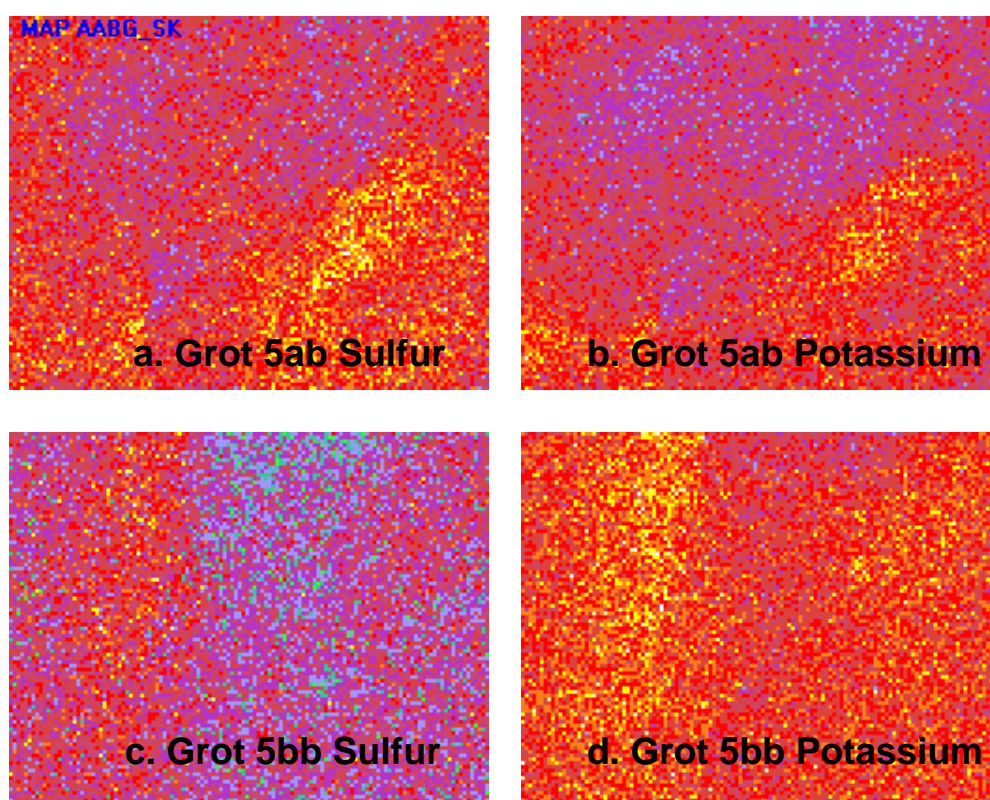 MAP AABG_SK
a. Grot 5ab Sulfur
b. Grot 5ab Potassium
c. Grot 5bb Sulfur
d. Grot 5bb Potassium